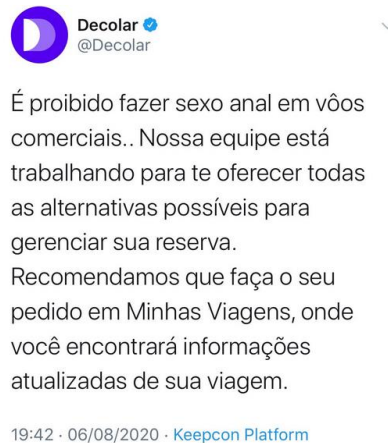 Decolar
@Decolar
É proibido fazer sexo anal em vôos
comerciais.. Nossa equipe está
trabalhando para te oferecer todas
as alternativas possíveis para
gerenciar sua reserva.
Recomendamos que faça o seu
pedido em Minhas Viagens, onde
você encontrará informações
atualizadas de sua viagem.
19:42 · 06/08/2020 · Keepcon Platform